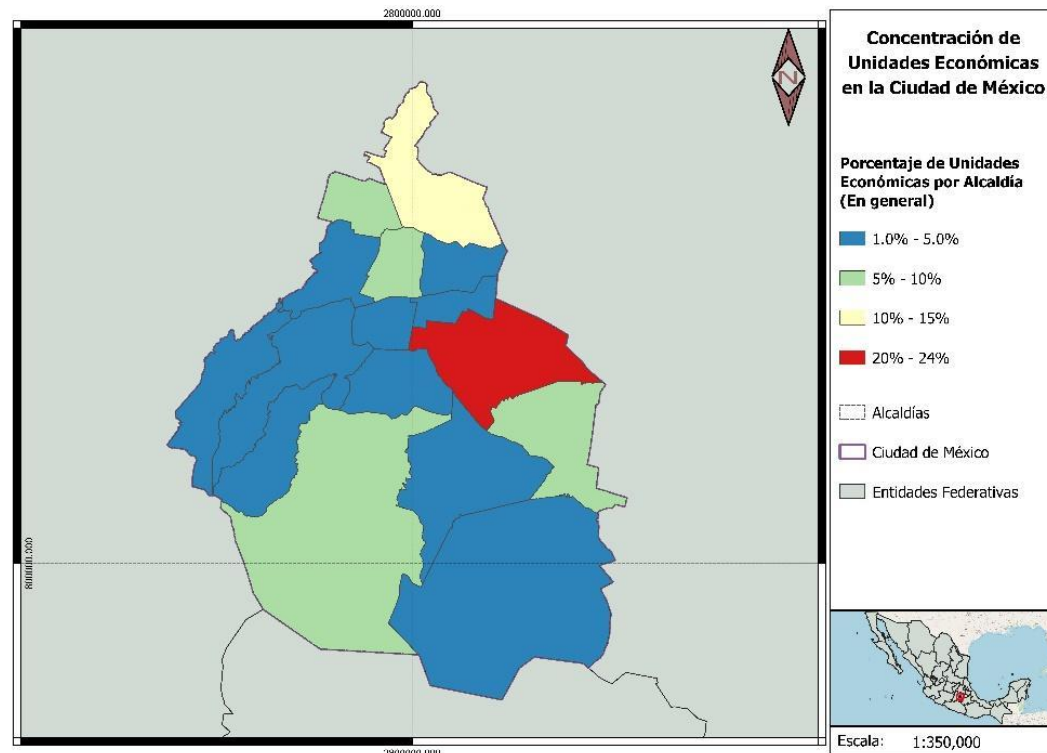 2800000.000
Concentración de
Unidades Económicas
en la Ciudad de México
N
Porcentaje de Unidades
Económicas por Alcaldía
(En general)
1.0% - 5.0%
5% - 10%
10% - 15%
20% - 24%
Alcaldías
Ciudad de México
Entidades Federativas
800000.000
Escala: 1:350,000
2800000.000